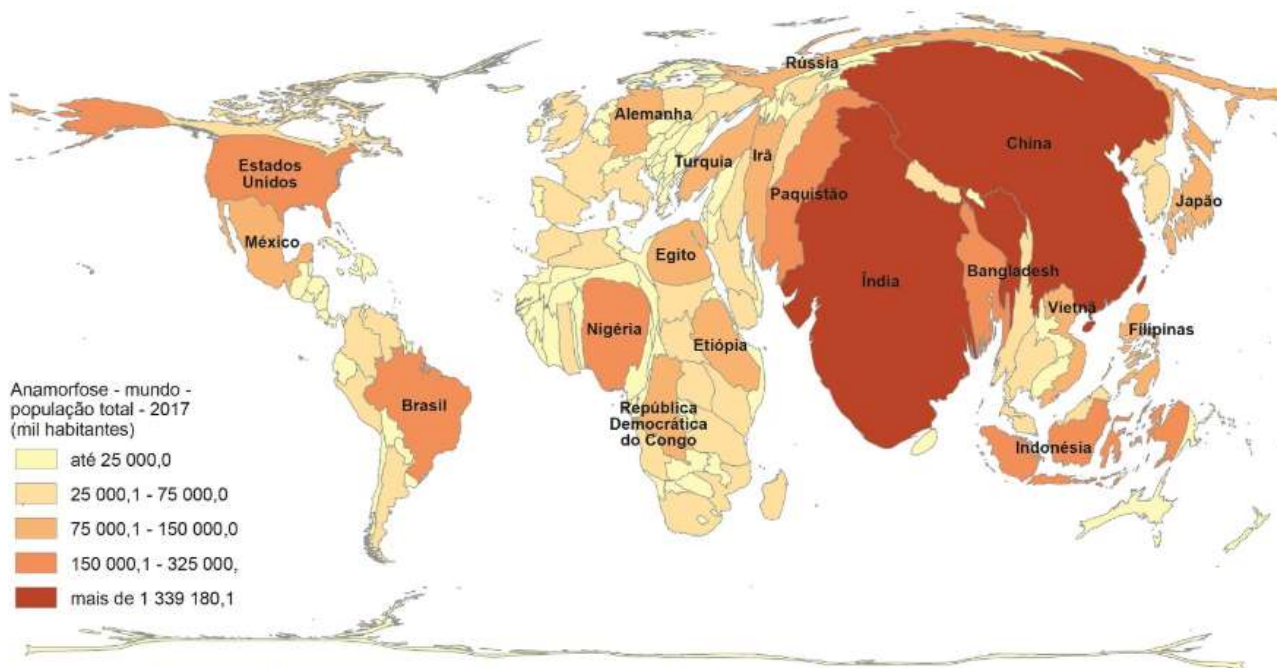 Rússia
Alemanha
China
Estados
Unidos
Turquia
Irã
Paquistão
Japão
México
Egito
Índia
Bangladesh
Vietnã
Filipinas
Nigéria
Etiópia
Brasil
República
Democrática
do Congo
Indonésia
Anamorfose - mundo -
população total - 2017
(mil habitantes)
até 25 000,0
25 000,1 - 75 000,0
75 000,1 - 150 000,0
150 000,1 - 325 000,
mais de 1 339 180,1